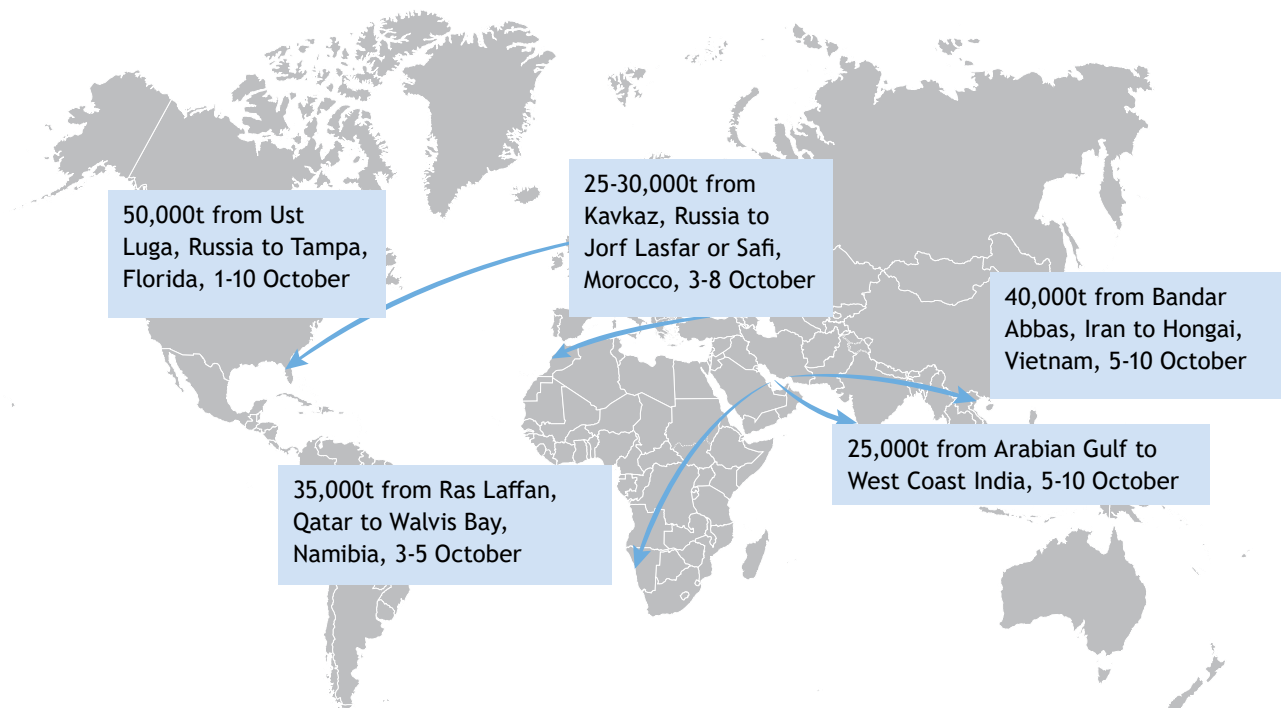 50,000t from Ust
Luga, Russia to Tampa,
Florida, 1-10 October
25-30,000t from
Kavkaz, Russia to
Jorf Lasfar or Safi,
Morocco, 3-8 October
40,000t from Bandar
Abbas, Iran to Hongai,
Vietnam, 5-10 October
25,000t from Arabian Gulf to
West Coast India, 5-10 October
35,000t from Ras Laffan,
Qatar to Walvis Bay,
Namibia, 3-5 October